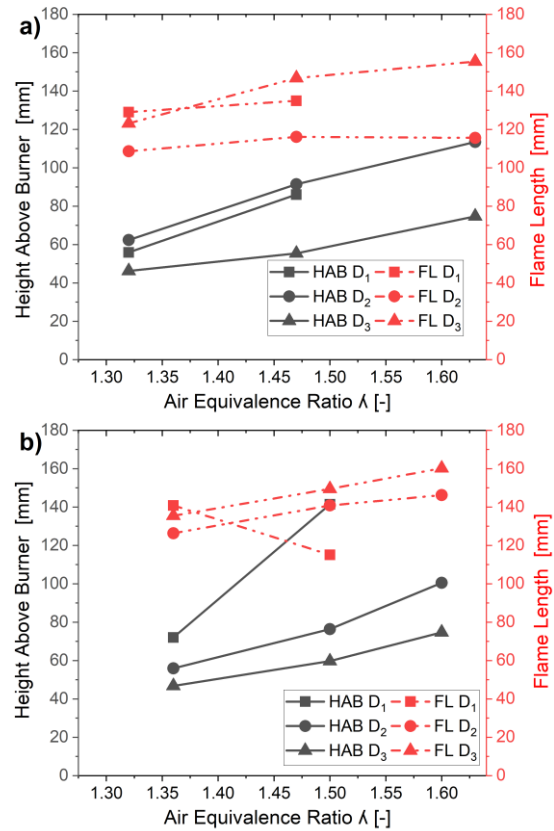 a)
180
160
140
120
100
80
60
40
20
0
Height Above Burner [mm]
180
160
140
120
100
80
60
40
20
0
Flame Length [mm]
HAB D₁ FL D₁
HAB D₂ FL D₂
HAB D₃ FL D₃
1.30 1.35 1.40 1.45 1.50 1.55 1.60
Air Equivalence Ratio ʎ [-]
b)
180
160
140
120
100
80
60
40
20
0
Height Above Burner [mm]
180
160
140
120
100
80
60
40
20
0
Flame Length [mm]
HAB D₁ FL D₁
HAB D₂ FL D₂
HAB D₃ FL D₃
1.30 1.35 1.40 1.45 1.50 1.55 1.60
Air Equivalence Ratio ʎ [-]